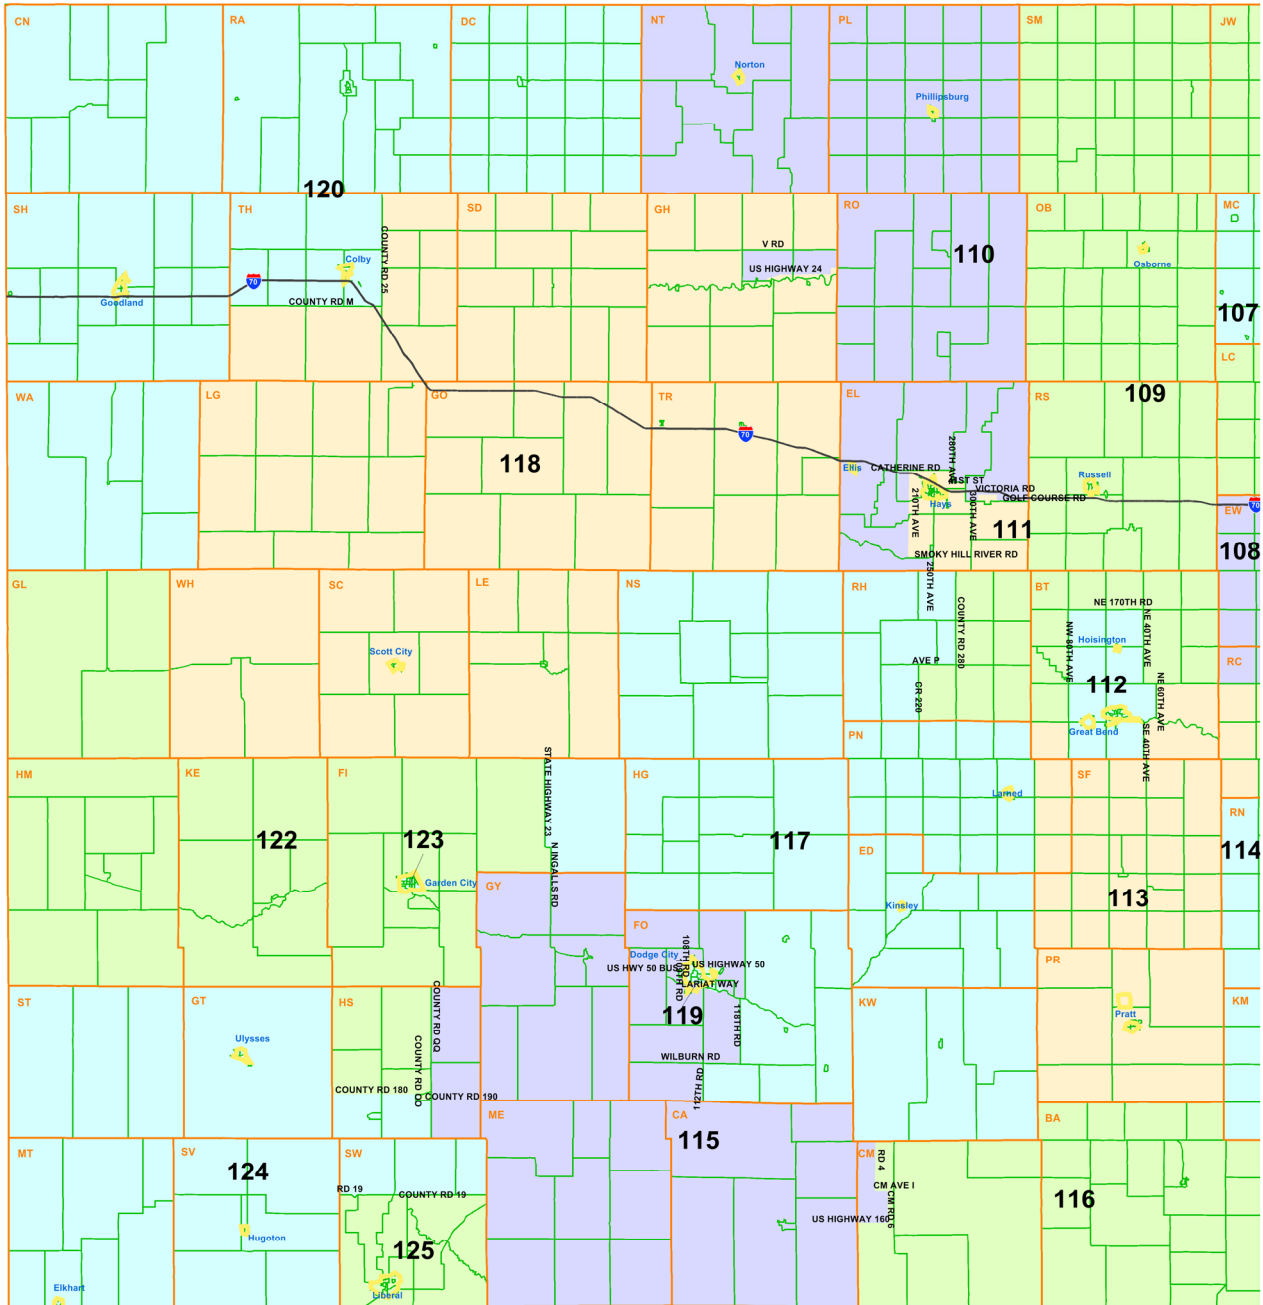 CN
RA
DC
NT
PL
SM
JW
Norton
Phillipsburg
120
SH
TH
SD
GH
RO
OB
MC
COUNTY RD 25
V RD
US HIGHWAY 24
110
Osborne
Colby
70
Goodland
COUNTY RD M
107
LC
WA
LG
GO
TR
EL
RS
109
70
118
Ellis
CATHERINE RD
280TH AVE
41ST ST
VICTORIA RD
GOLF COURSE RD
Russell
Hays
210TH AVE
300TH AVE
111
70
EW
108
SMOKY HILL RIVER RD
250TH AVE
GL
WH
SC
LE
NS
RH
BT
COUNTY RD 280
NE 170TH RD
NE 40TH AVE
NW 80TH AVE
Hoisington
Scott City
AVE P
CR 220
RC
112
NE 60TH AVE
Great Bend
SE 40TH AVE
PN
HM
KE
FI
STATE HIGHWAY 23
HG
SF
Larned
RN
122
123
117
114
ED
N INGALLS RD
Garden City
GY
Kinsley
113
FO
108TH RD
Dodge City
US HWY 50 BUS
US HIGHWAY 50
LARIAT WAY
PR
ST
GT
HS
COUNTY RD QQ
119
118TH RD
KW
KM
Pratt
Ulysses
COUNTY RD OO
WILBURN RD
COUNTY RD 180
COUNTY RD 190
112TH RD
ME
CA
BA
115
MT
SV
SW
CM
RD 4
124
RD 19
COUNTY RD 19
CM AVE I
CM RD 6
116
US HIGHWAY 160
Hugoton
125
Elkhart
Liberal